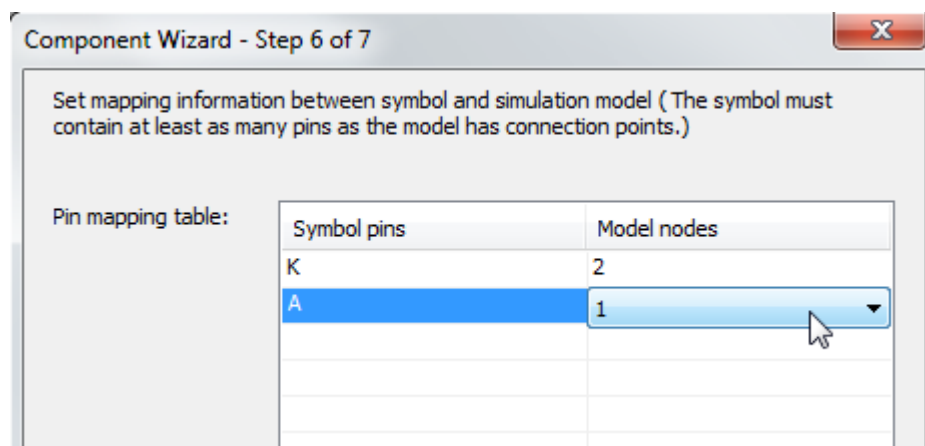 Component Wizard - Step 6 of 7
Set mapping information between symbol and simulation model ( The symbol must
contain at least as many pins as the model has connection points.)
Pin mapping table:
Symbol pins Model nodes
K 2
A 1